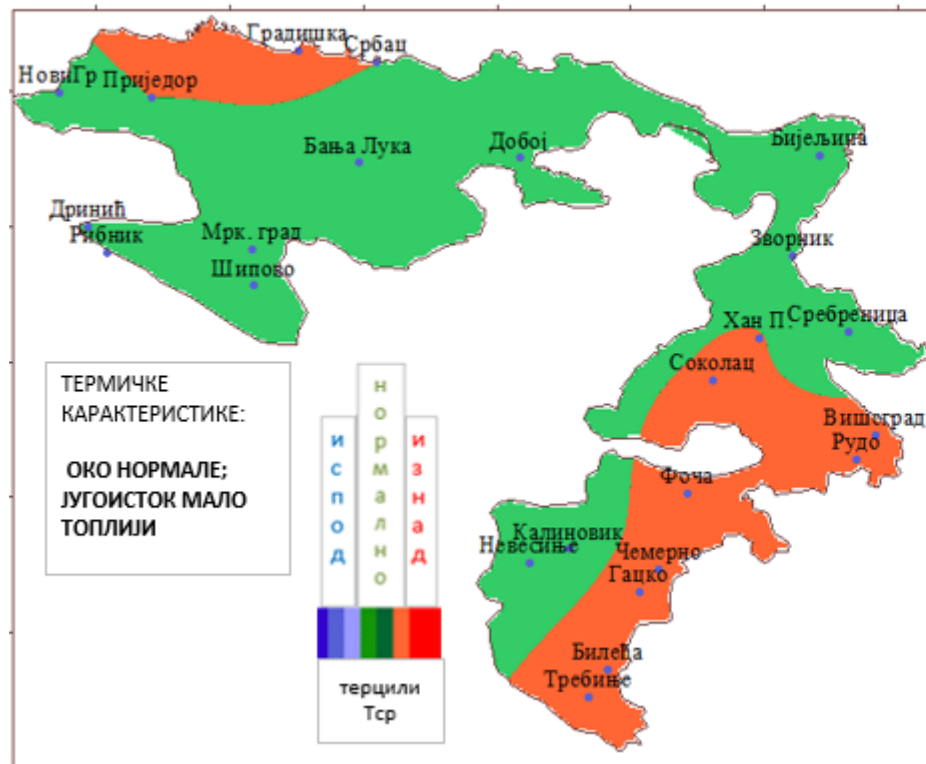 Градишка
Србац
НовиГр
Приједор
Бања Лука
Добој
Бијељина
Дринић
Рибник
Мрк. град
Шипово
Зворник
Хан П.
Сребреница
Соколац
Вишеград
Рудо
Фоча
Калиновик
Невесиње
Чемерно
Гацко
Билећа
Требиње
ТЕРМИЧКЕ
КАРАКТЕРИСТИКЕ:
ОКО НОРМАЛЕ;
ЈУГОИСТОК МАЛО
ТОПЛИЈИ
испод
нормално
изнад
терцили
Тср